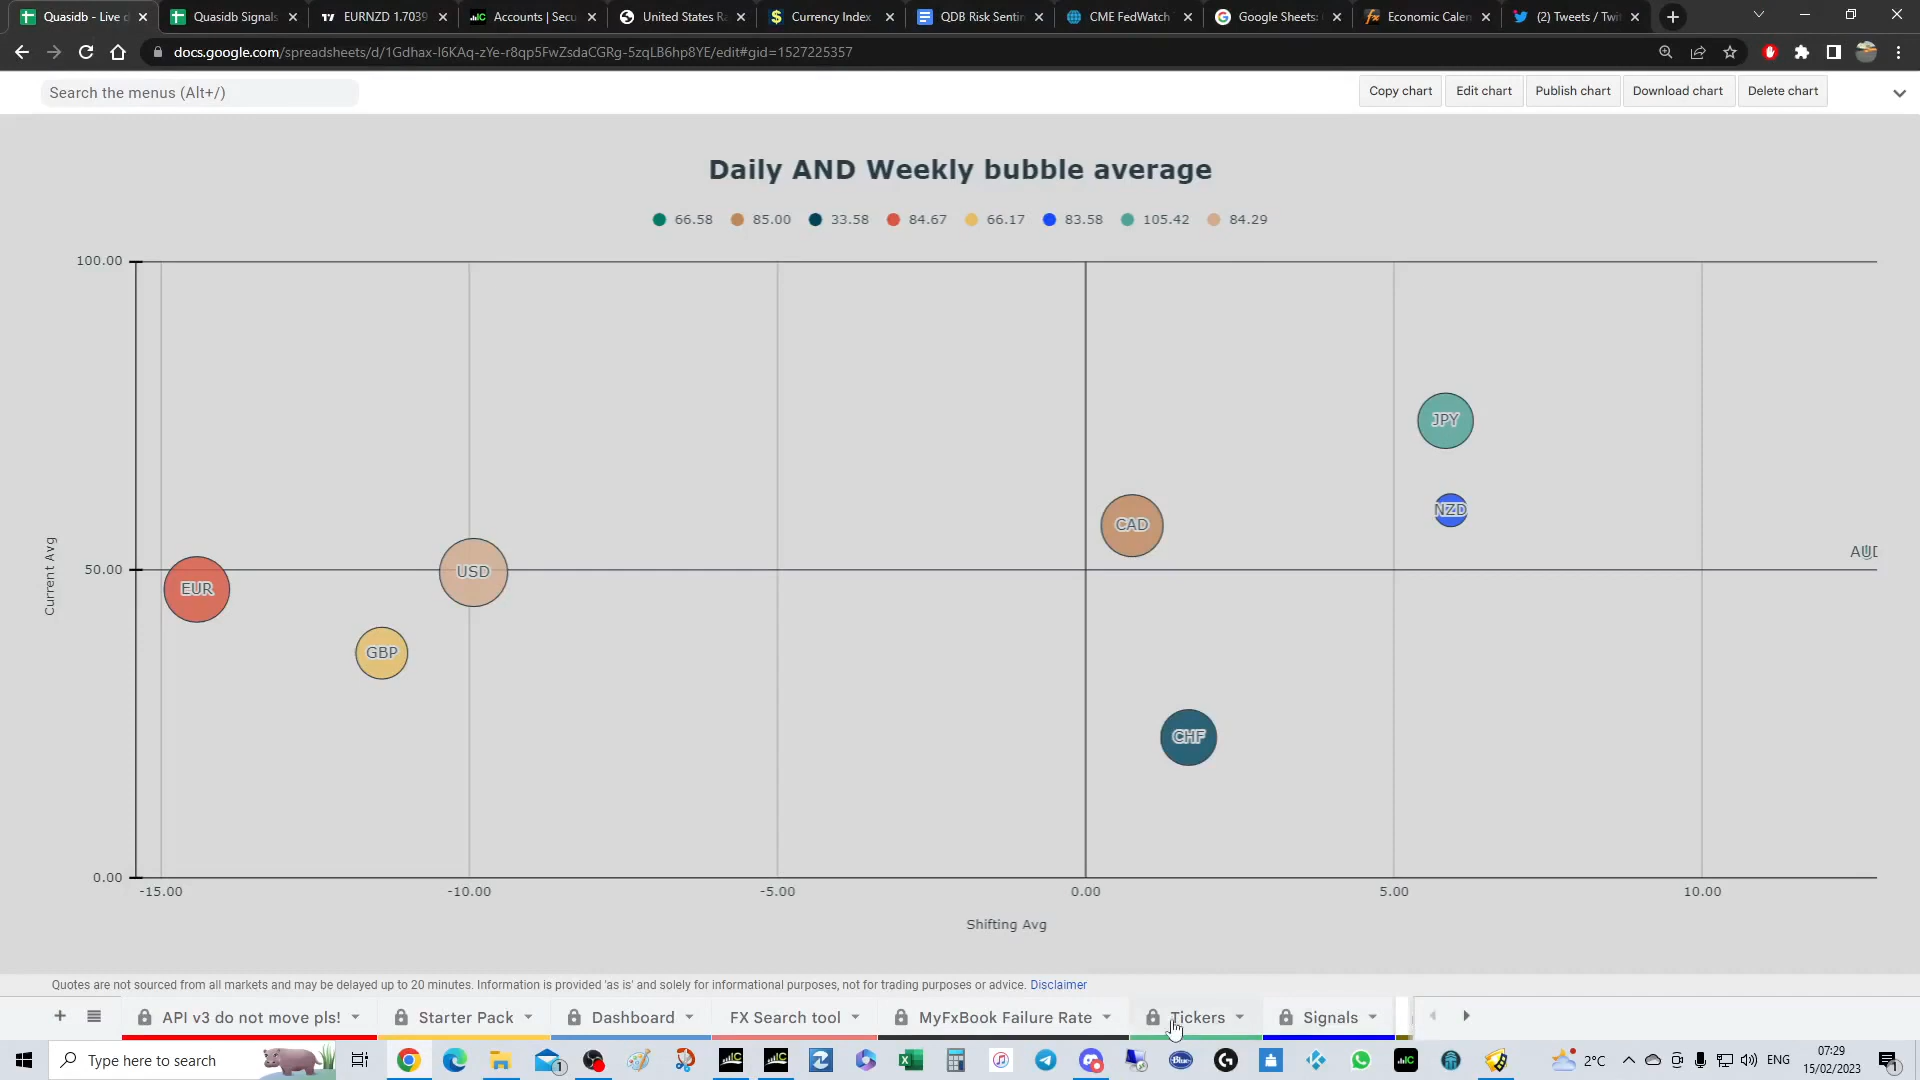 Quasidb - Live d
Quasidb Signals
EURNZD 1.7039
Accounts | Secu
United States Ra
Currency Index
QDB Risk Sentim
CME FedWatch
Google Sheets:
Economic Calen
(2) Tweets / Twit
docs.google.com/spreadsheets/d/1Gdhax-l6KAq-zYe-r8qp5FwZsdaCGRg-5zqLB6hp8YE/edit#gid=1527225357
Search the menus (Alt+/)
Copy chart
Edit chart
Publish chart
Download chart
Delete chart
Daily AND Weekly bubble average
66.58
85.00
33.58
84.67
66.17
83.58
105.42
84.29
100.00
JPY
NZD
CAD
AUD
50.00
USD
EUR
GBP
CHF
Current Avg
0.00
-15.00
-10.00
-5.00
0.00
5.00
10.00
Shifting Avg
Quotes are not sourced from all markets and may be delayed up to 20 minutes. Information is provided 'as is' and solely for informational purposes, not for trading purposes or advice. Disclaimer
API v3 do not move pls!
Starter Pack
Dashboard
FX Search tool
MyFxBook Failure Rate
Tickers
Signals
Type here to search
2°C
ENG
07:29
15/02/2023